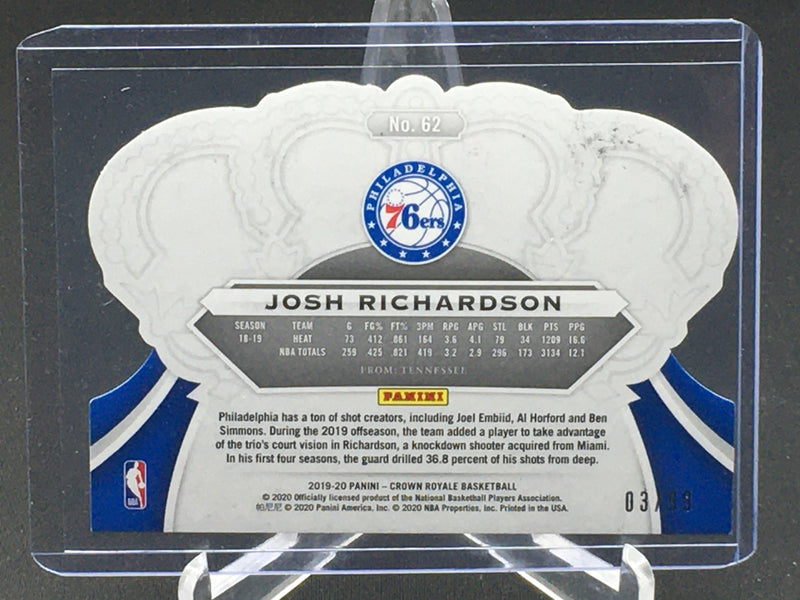 No. 62
PHILADELPHIA
76ers
JOSH RICHARDSON
SEASON TEAM G FG% FT% 3PM RPG APG STL BLK PTS PPG
18-19 HEAT 73 .412 .861 164 3.6 4.1 79 34 1209 16.6
NBA TOTALS 259 .425 .821 419 3.2 2.9 296 173 3134 12.1
FROM: TENNESSEE
PANINI
Philadelphia has a ton of shot creators, including Joel Embiid, Al Horford and Ben
Simmons. During the 2019 offseason, the team added a player to take advantage
of the trio's court vision in Richardson, a knockdown shooter acquired from Miami.
In his first four seasons, the guard drilled 36.8 percent of his shots from deep.
2019-20 PANINI – CROWN ROYALE BASKETBALL
© 2020 Officially licensed product of the National Basketball Players Association.
帕尼尼 © 2020 Panini America, Inc. © 2020 NBA Properties, Inc. Printed in the USA.
NBA
03/99